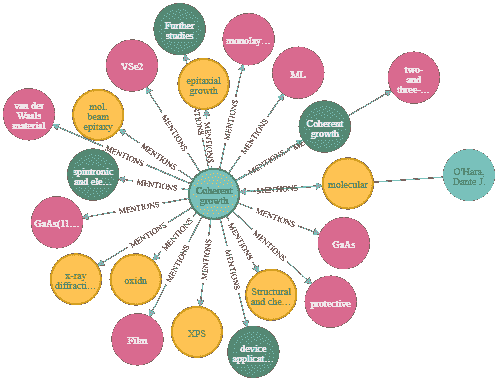 Further
studies
monolay...
VSe2
ML
epitaxial
growth
two-
and
three-...
van der
Waals
material
mol.
beam
epitaxy
Coherent
growth
MENTIONS
MENTIONS
MENTIONS
MENTIONS
MENTIONS
MENTIONS
MENTIONS
spintronic
and ele...
MENTIONS
O'Hara,
Dante J.
molecular
MENTIONS
Coherent
growth
GaAs(11...
MENTIONS
MENTIONS
GaAs
MENTIONS
MENTIONS
MENTIONS
MENTIONS
MENTIONS
MENTIONS
MENTIONS
x-ray
diffracti...
oxidn
Structural
and che...
protective
Film
XPS
device
applicat...